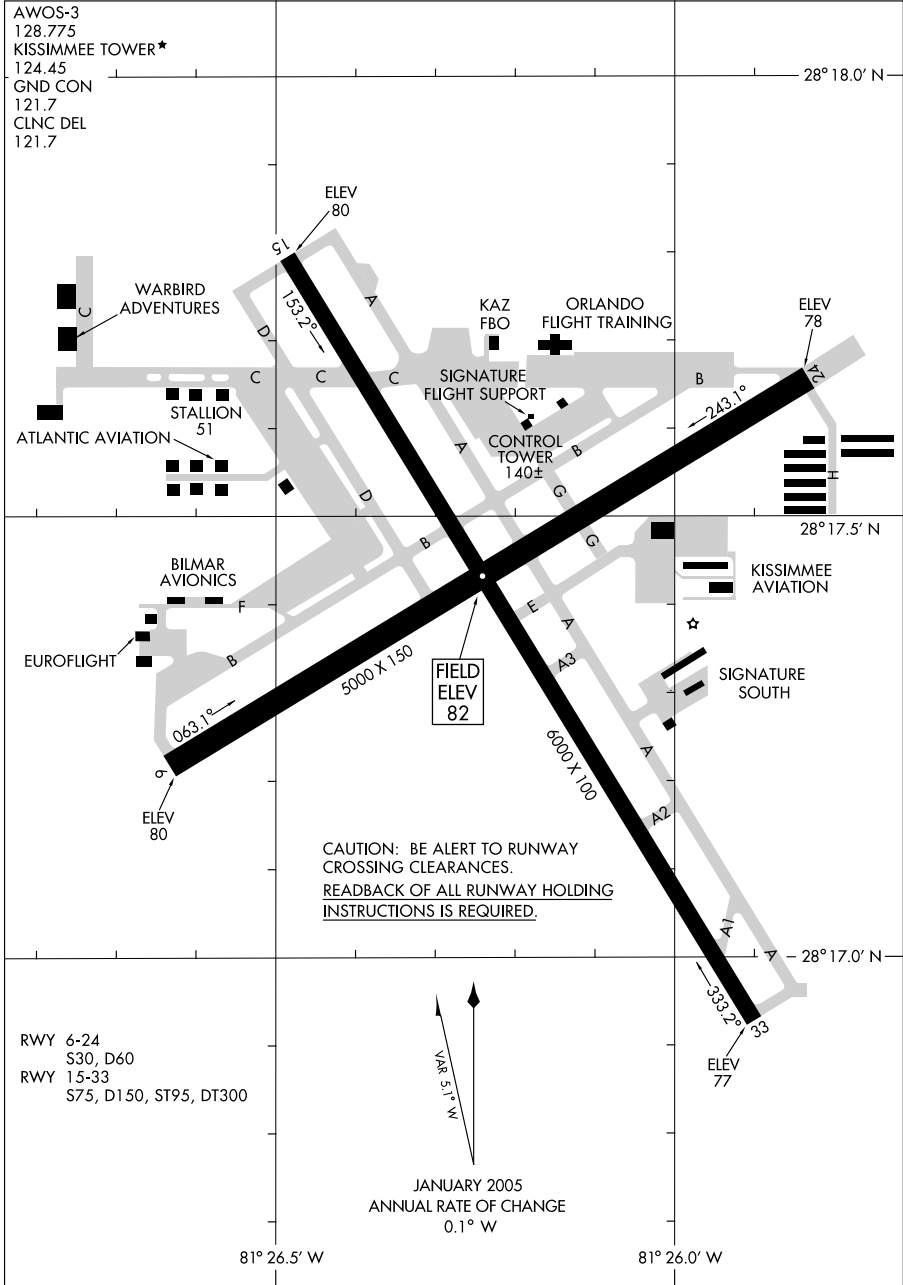 AWOS-3
128.775
KISSIMMEE TOWER★
124.45
GND CON
121.7
CLNC DEL
121.7
28° 18.0' N
ELEV
80
15
153.2°
A
WARBIRD
ADVENTURES
C
D
KAZ
FBO
ORLANDO
FLIGHT TRAINING
ELEV
78
24
C
C
C
SIGNATURE
FLIGHT SUPPORT
B
243.1°
STALLION
51
ATLANTIC AVIATION
A
CONTROL
TOWER
140±
B
H
D
G
28° 17.5' N
B
G
BILMAR
AVIONICS
KISSIMMEE
AVIATION
F
E
A
EUROFLIGHT
B
A3
5000 X 150
FIELD
ELEV
82
SIGNATURE
SOUTH
063.1°
6
ELEV
80
6000 X 100
A
A2
CAUTION: BE ALERT TO RUNWAY
CROSSING CLEARANCES.
READBACK OF ALL RUNWAY HOLDING
INSTRUCTIONS IS REQUIRED.
A1
A
28° 17.0' N
333.2°
33
ELEV
77
RWY 6-24
S30, D60
RWY 15-33
S75, D150, ST95, DT300
VAR 5.1° W
JANUARY 2005
ANNUAL RATE OF CHANGE
0.1° W
81° 26.5' W
81° 26.0' W